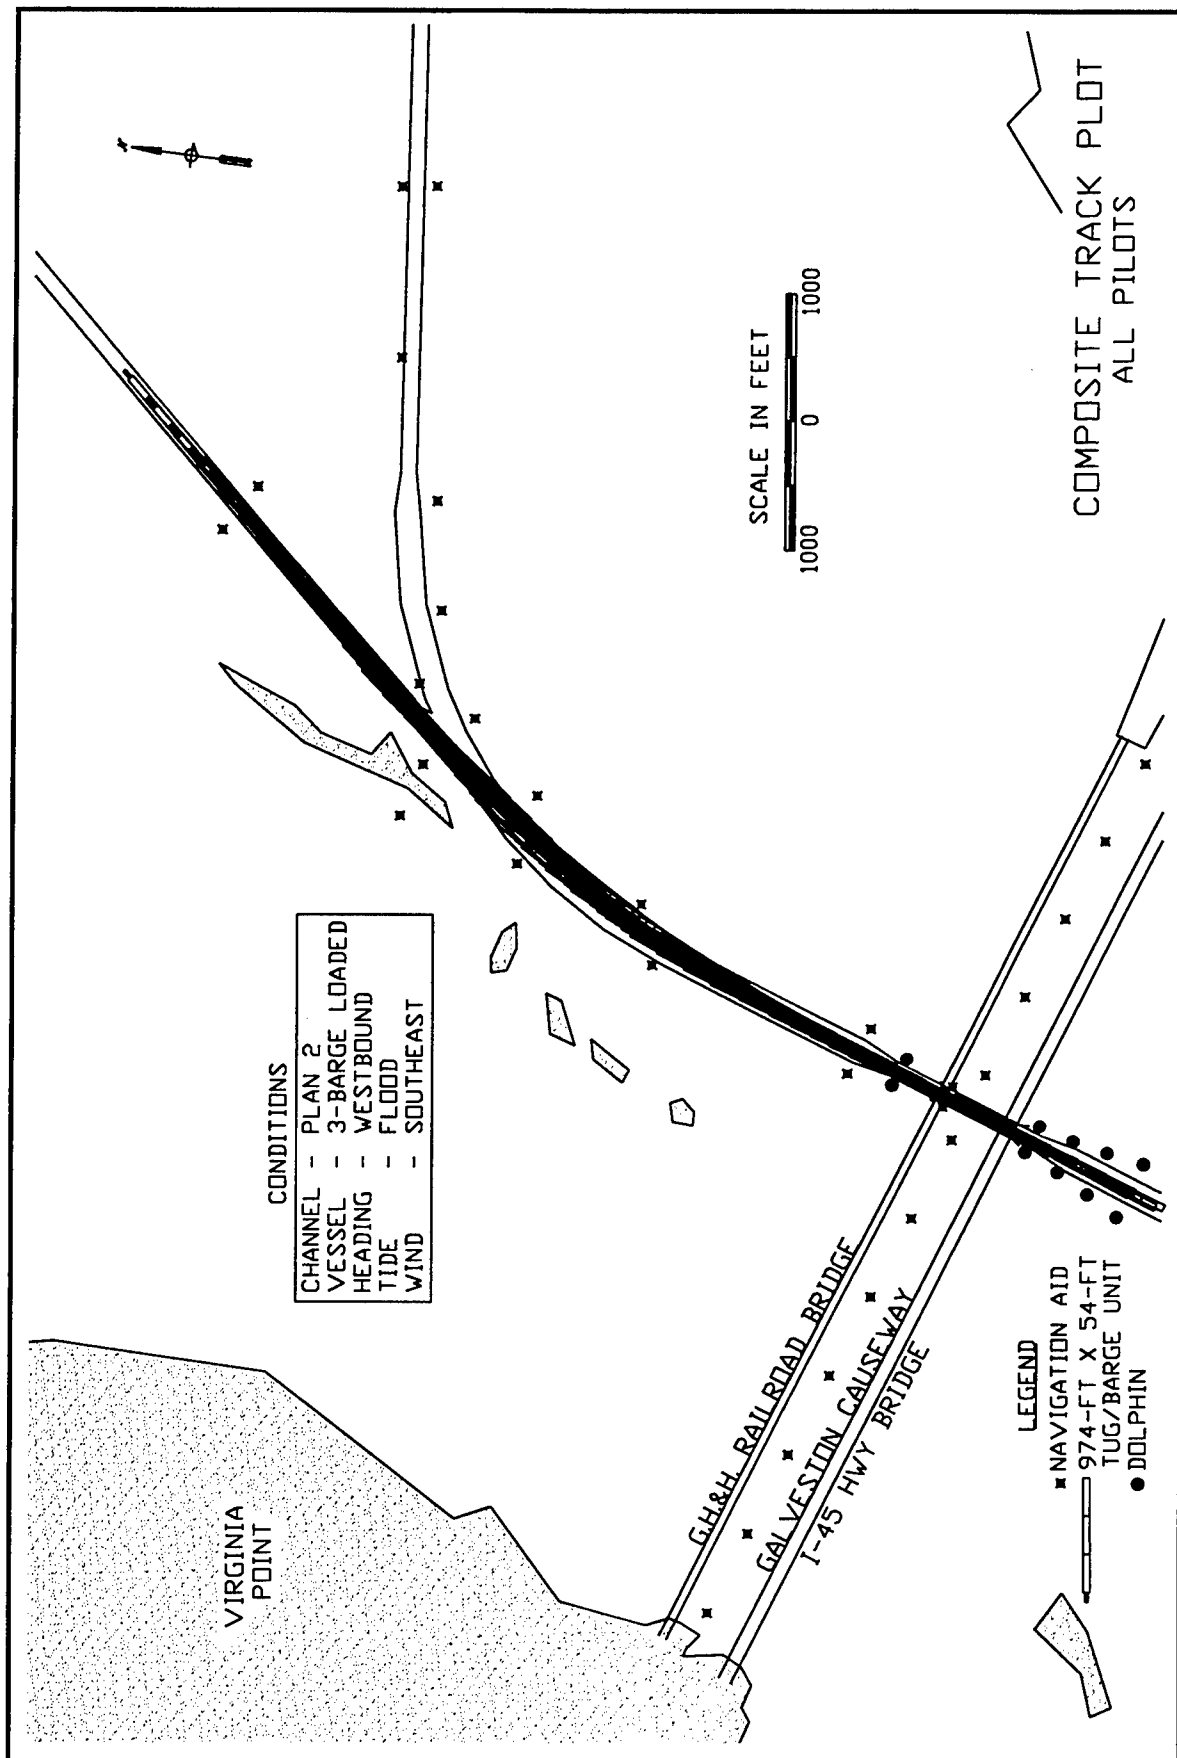 N
VIRGINIA
POINT
CONDITIONS
CHANNEL - PLAN 2
VESSEL - 3-BARGE LOADED
HEADING - WESTBOUND
TIDE - FLOOD
WIND - SOUTHEAST
G.H.&H. RAILROAD BRIDGE
GALVESTON CAUSEWAY
I-45 HWY BRIDGE
SCALE IN FEET
1000 0 1000
LEGEND
NAVIGATION AID
974-FT X 54-FT
TUG/BARGE UNIT
DOLPHIN
COMPOSITE TRACK PLOT
ALL PILOTS